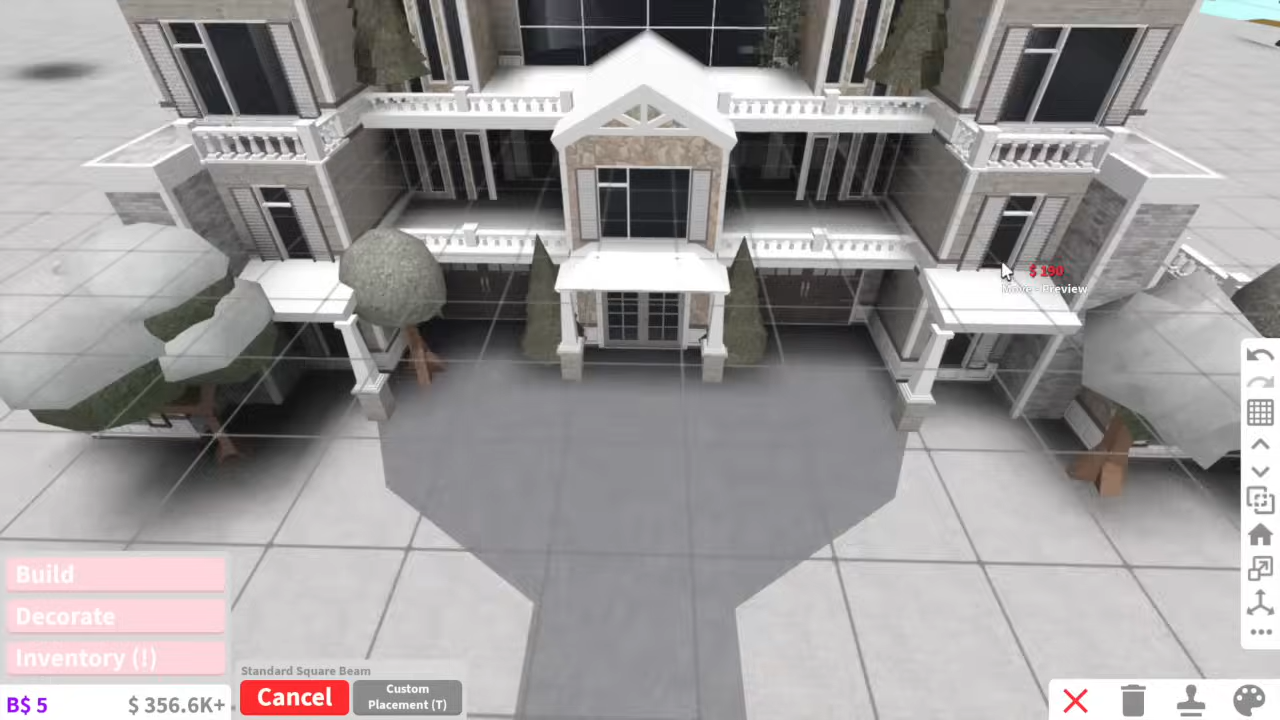 $ 190
Move - Preview
Build
Decorate
Inventory (!)
Standard Square Beam
Cancel
Custom
Placement (T)
B$ 5
$ 356.6K+